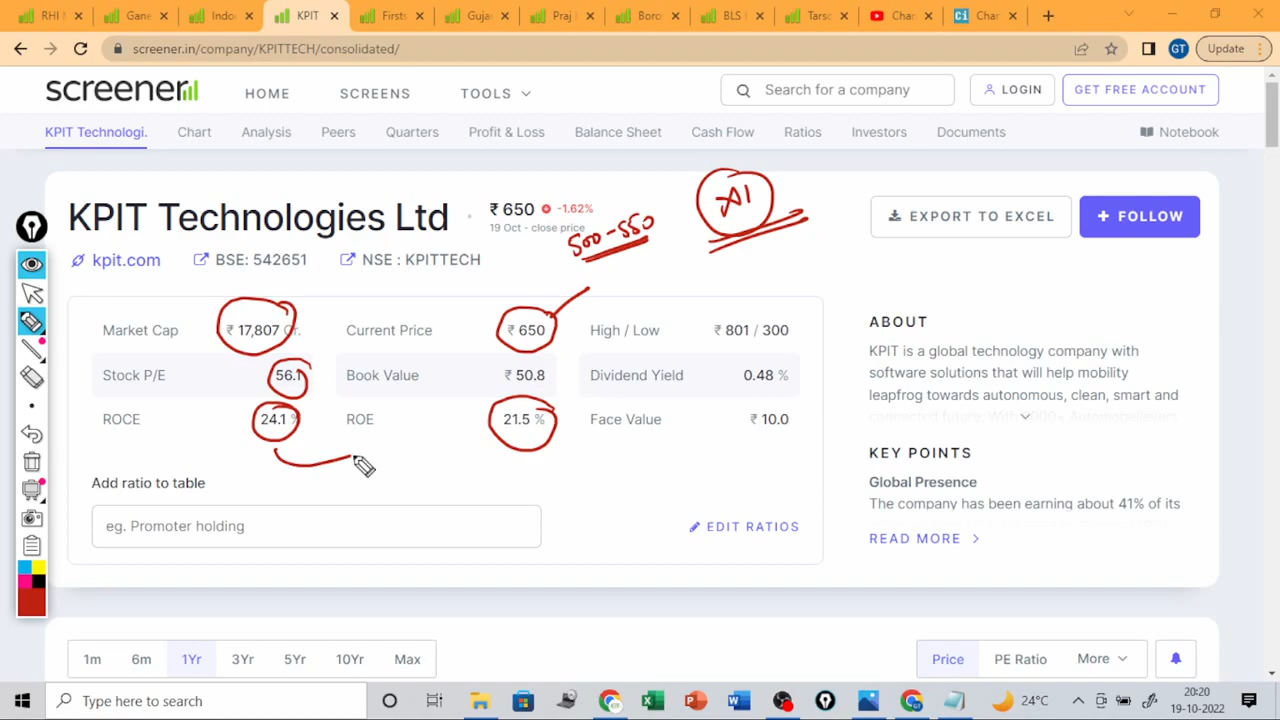 RHI M
Gane
Indo
KPIT
Firsts
Guja
Praj I
Boro
BLS I
Tarso
Char
Char
screener.in/company/KPITTECH/consolidated/
GT
Update
screener
HOME
SCREENS
TOOLS
Search for a company
LOGIN
GET FREE ACCOUNT
KPIT Technologi.
Chart
Analysis
Peers
Quarters
Profit & Loss
Balance Sheet
Cash Flow
Ratios
Investors
Documents
Notebook
KPIT Technologies Ltd
₹ 650 -1.62%
19 Oct - close price
500-550
AI
EXPORT TO EXCEL
+ FOLLOW
kpit.com
BSE: 542651
NSE : KPITTECH
Market Cap ₹ 17,807 Cr.
Current Price ₹ 650
High / Low ₹ 801 / 300
Stock P/E 56.1
Book Value ₹ 50.8
Dividend Yield 0.48 %
ROCE 24.1 %
ROE 21.5 %
Face Value ₹ 10.0
Add ratio to table
eg. Promoter holding
EDIT RATIOS
ABOUT
KPIT is a global technology company with
software solutions that will help mobility
leapfrog towards autonomous, clean, smart and
connected future. With
KEY POINTS
Global Presence
The company has been earning about 41% of its
READ MORE
1m
6m
1Yr
3Yr
5Yr
10Yr
Max
Price
PE Ratio
More
Type here to search
24°C
20:20
19-10-2022